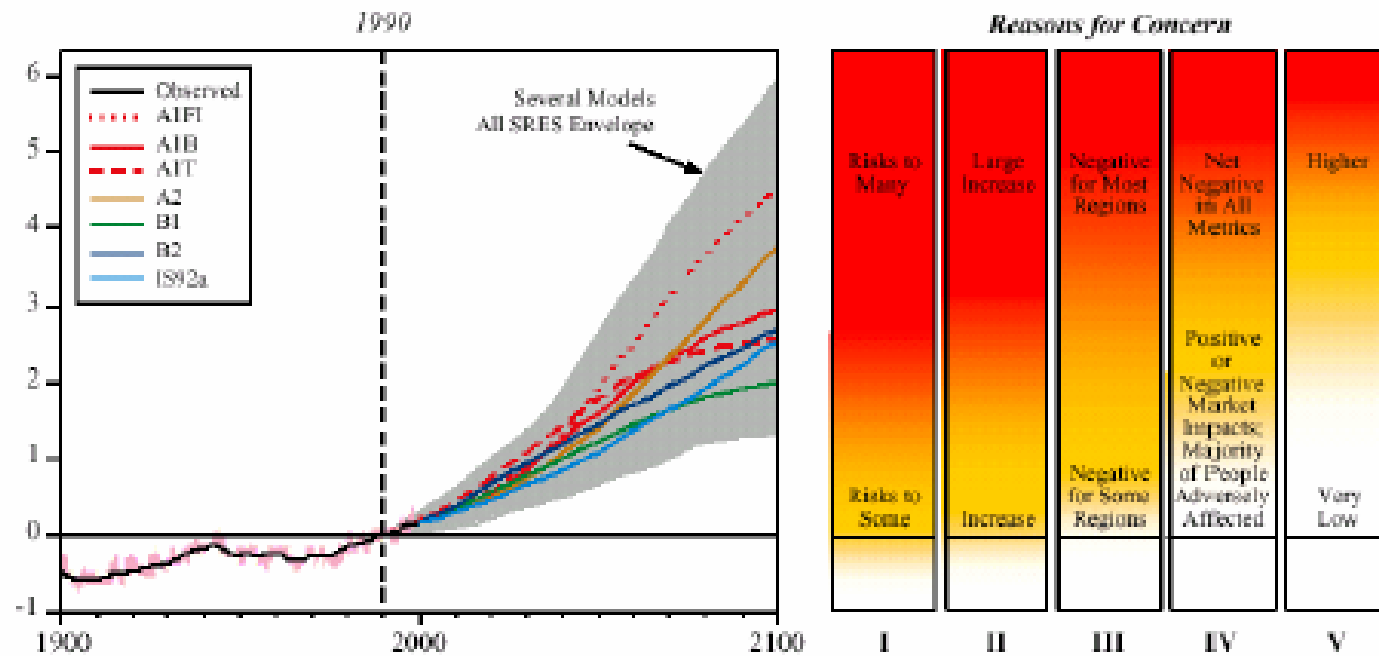 1990
Reasons for Concern
6
5
4
3
2
1
0
-1
Observed
A1FI
A1B
A1T
A2
B1
B2
IS92a
Several Models
All SRES Envelope
1900
2000
2100
Risks to
Many
Risks to
Some
I
Large
Increase
Increase
II
Negative
for Most
Regions
Negative
for Some
Regions
III
Net
Negative
in All
Metrics
Positive
or
Negative
Market
Impacts;
Majority
of People
Adversely
Affected
IV
Higher
Very
Low
V